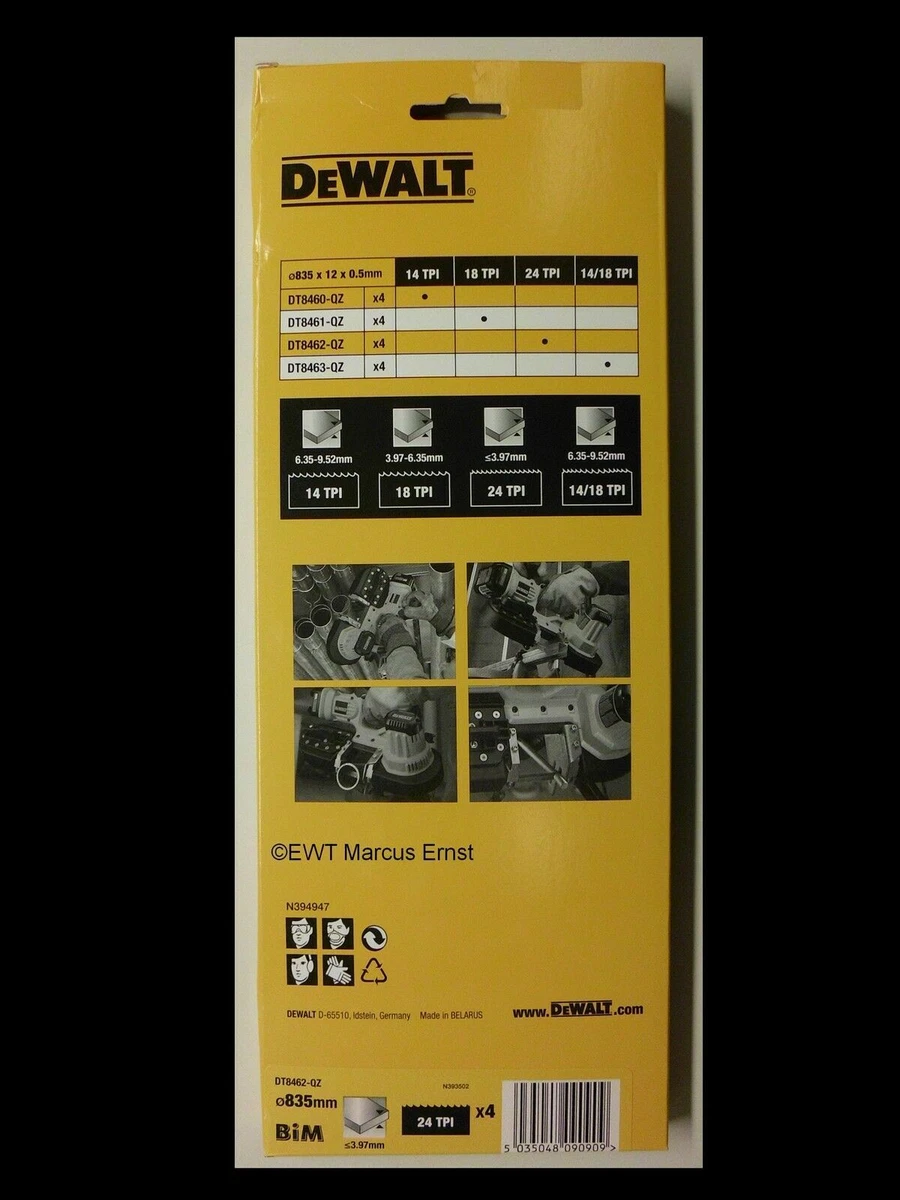 DEWALT®
ø835 x 12 x 0.5mm 14 TPI 18 TPI 24 TPI 14/18 TPI
DT8460-QZ x4 •
DT8461-QZ x4 •
DT8462-QZ x4 •
DT8463-QZ x4 •
6.35-9.52mm 3.97-6.35mm ≤3.97mm 6.35-9.52mm
14 TPI 18 TPI 24 TPI 14/18 TPI
©EWT Marcus Ernst
N394947
DEWALT D-65510, Idstein, Germany Made in BELARUS www.DEWALT.com
DT8462-QZ N393502
ø835mm
24 TPI x4
BiM
≤3.97mm
5 035048 090909 >